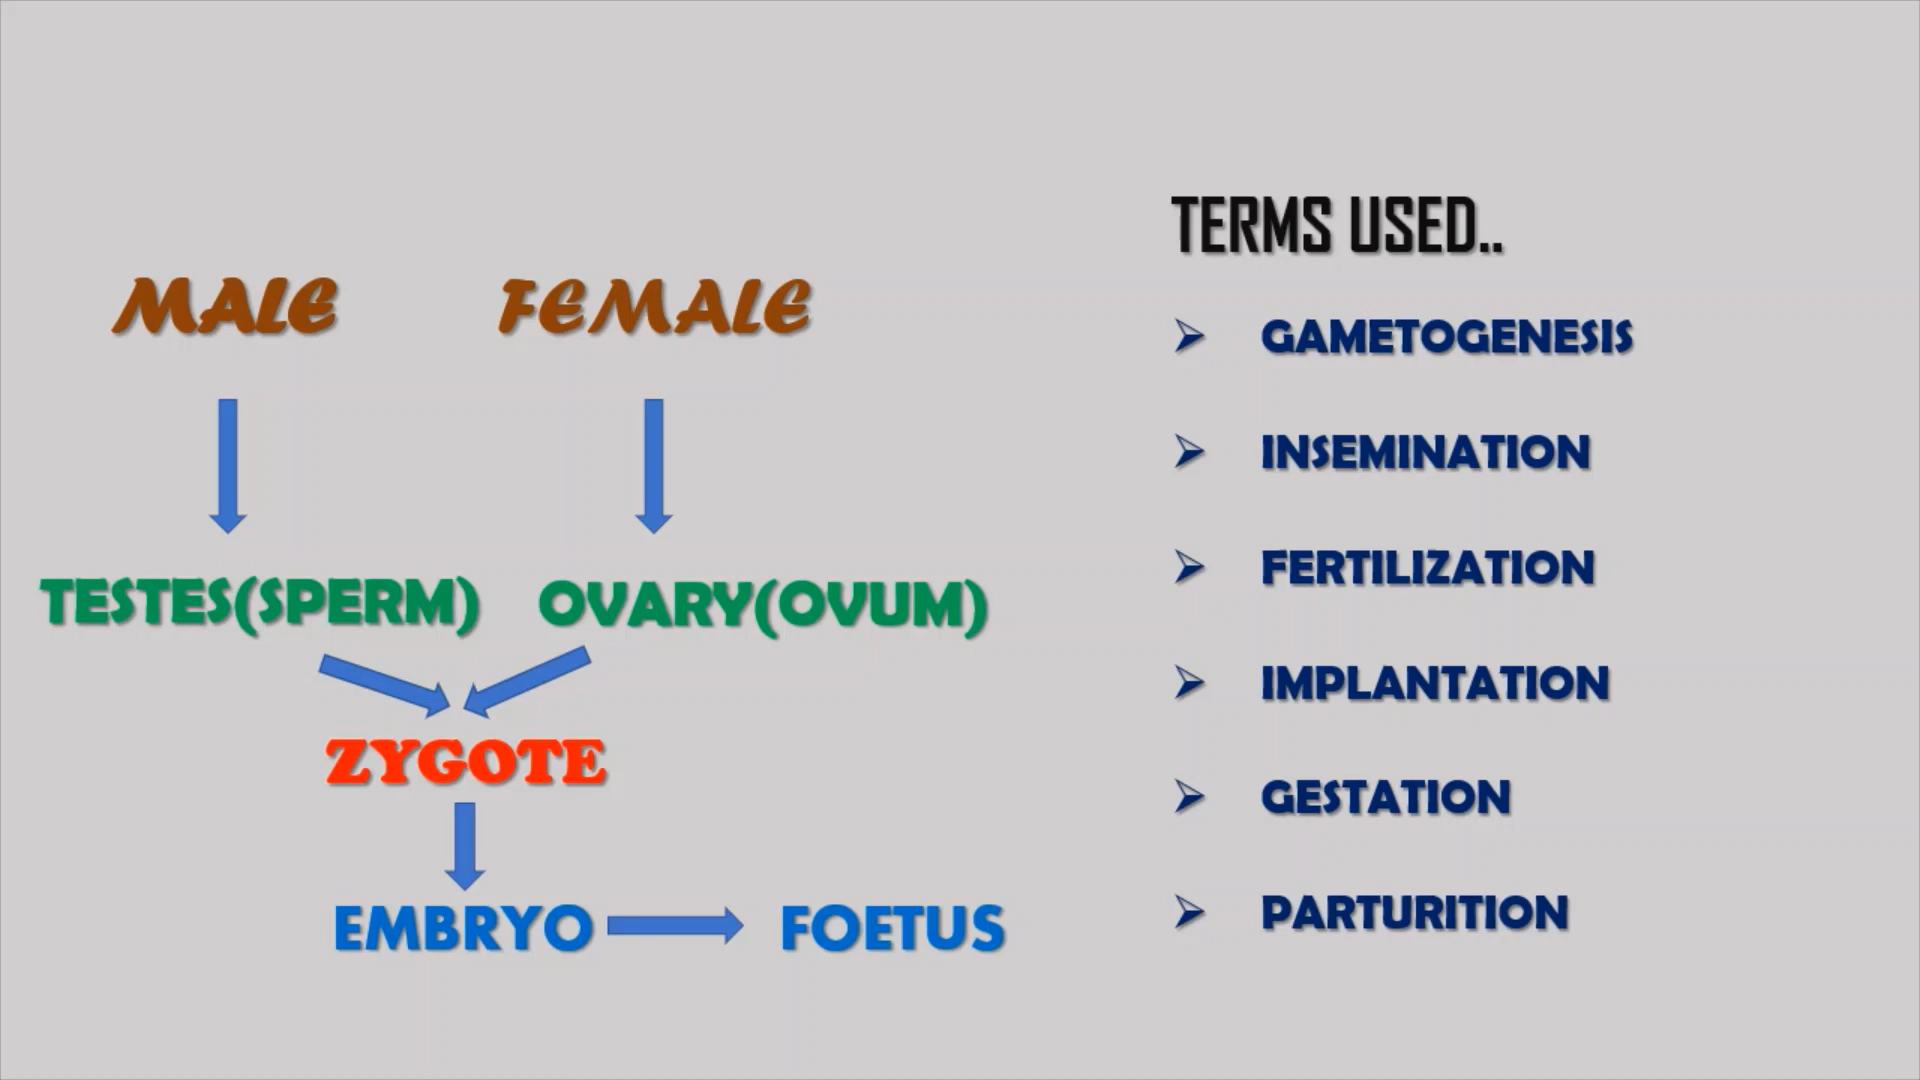 MALE FEMALE
TESTES(SPERM) OVARY(OVUM)
ZYGOTE
EMBRYO FOETUS
TERMS USED..
GAMETOGENESIS
INSEMINATION
FERTILIZATION
IMPLANTATION
GESTATION
PARTURITION